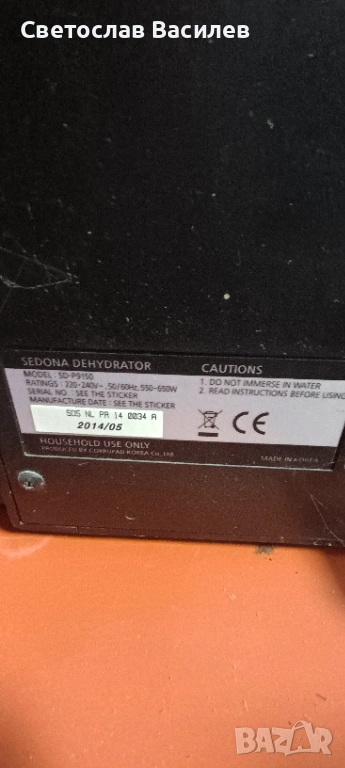 Светослав Василев
SEDONA DEHYDRATOR
MODEL : SD-P9150
RATINGS : 220-240V~, 50/60Hz, 550-650W
SERIAL NO : SEE THE STICKER
MANUFACTURE DATE : SEE THE STICKER
SDS NL PR 14 0034 A
2014/05
HOUSEHOLD USE ONLY
PRODUCED BY CORRUPAD KOREA Co., Ltd
CAUTIONS
1. DO NOT IMMERSE IN WATER
2. READ INSTRUCTIONS BEFORE USING
CE
MADE IN KOREA
BAZAR